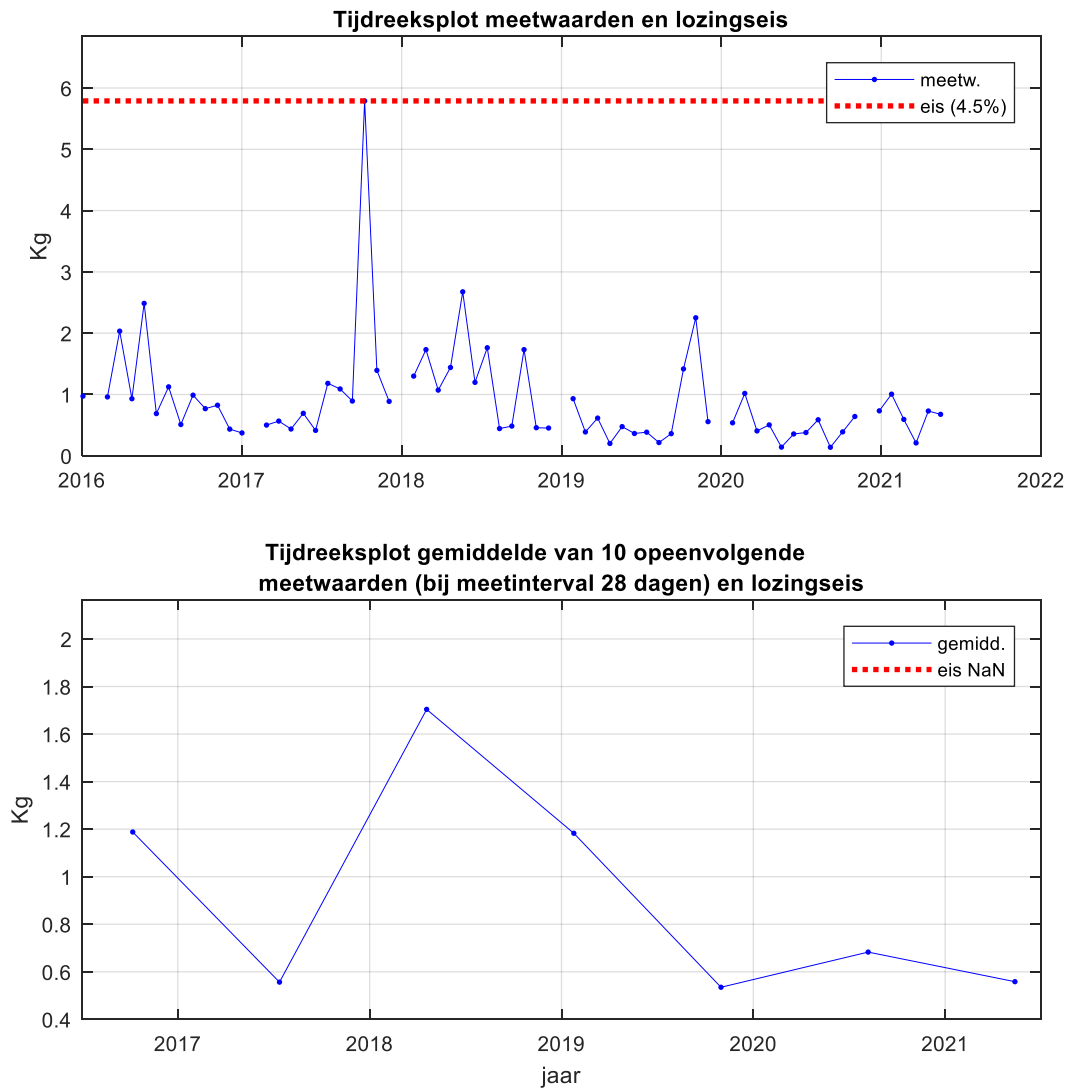 Tijdreeksplot meetwaarden en lozingseis
meetw.
eis (4.5%)
Kg
6
5
4
3
2
1
0
2016 2017 2018 2019 2020 2021 2022
Tijdreeksplot gemiddelde van 10 opeenvolgende
meetwaarden (bij meetinterval 28 dagen) en lozingseis
gemidd.
eis NaN
Kg
2
1.8
1.6
1.4
1.2
1
0.8
0.6
0.4
2017 2018 2019 2020 2021
jaar